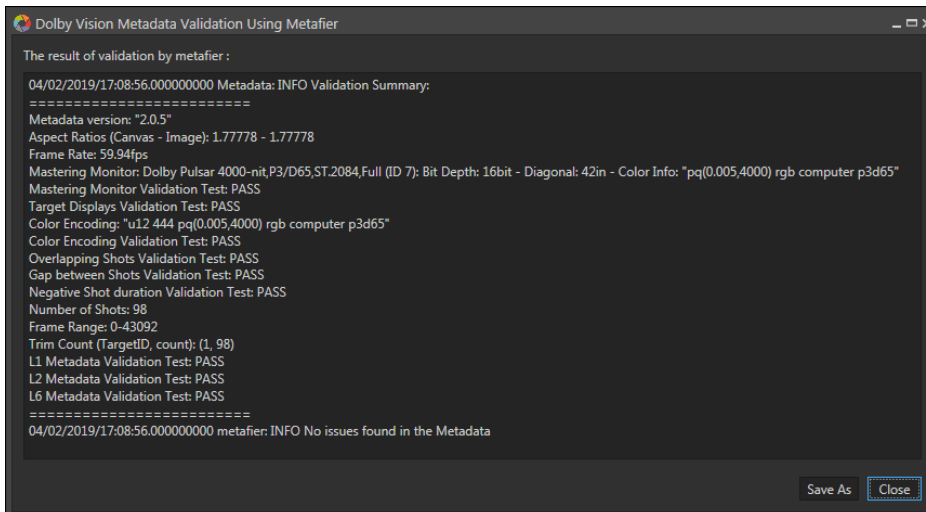 Dolby Vision Metadata Validation Using Metafier
The result of validation by metafier :
04/02/2019/17:08:56.000000000 Metadata: INFO Validation Summary:
=========================
Metadata version: "2.0.5"
Aspect Ratios (Canvas - Image): 1.77778 - 1.77778
Frame Rate: 59.94fps
Mastering Monitor: Dolby Pulsar 4000-nit,P3/D65,ST.2084,Full (ID 7): Bit Depth: 16bit - Diagonal: 42in - Color Info: "pq(0.005,4000) rgb computer p3d65"
Mastering Monitor Validation Test: PASS
Target Displays Validation Test: PASS
Color Encoding: "u12 444 pq(0.005,4000) rgb computer p3d65"
Color Encoding Validation Test: PASS
Overlapping Shots Validation Test: PASS
Gap between Shots Validation Test: PASS
Negative Shot duration Validation Test: PASS
Number of Shots: 98
Frame Range: 0-43092
Trim Count (TargetID, count): (1, 98)
L1 Metadata Validation Test: PASS
L2 Metadata Validation Test: PASS
L6 Metadata Validation Test: PASS
=========================
04/02/2019/17:08:56.000000000 metafier: INFO No issues found in the Metadata
Save As Close